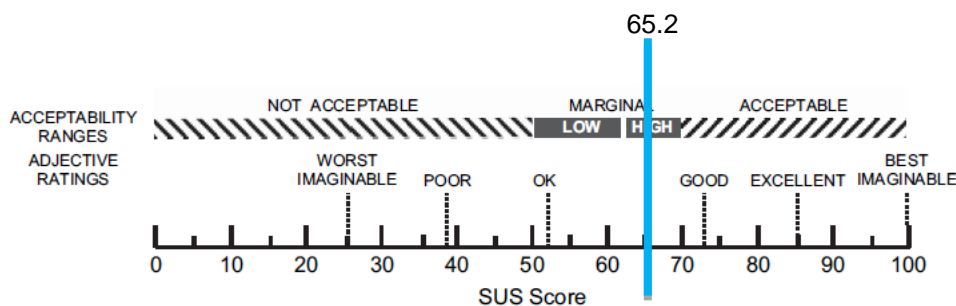 65.2
NOT ACCEPTABLE MARGINAL ACCEPTABLE
ACCEPTABILITY RANGES
LOW HIGH
ADJECTIVE RATINGS
WORST IMAGINABLE
POOR
OK
GOOD
EXCELLENT
BEST IMAGINABLE
0 10 20 30 40 50 60 70 80 90 100
SUS Score